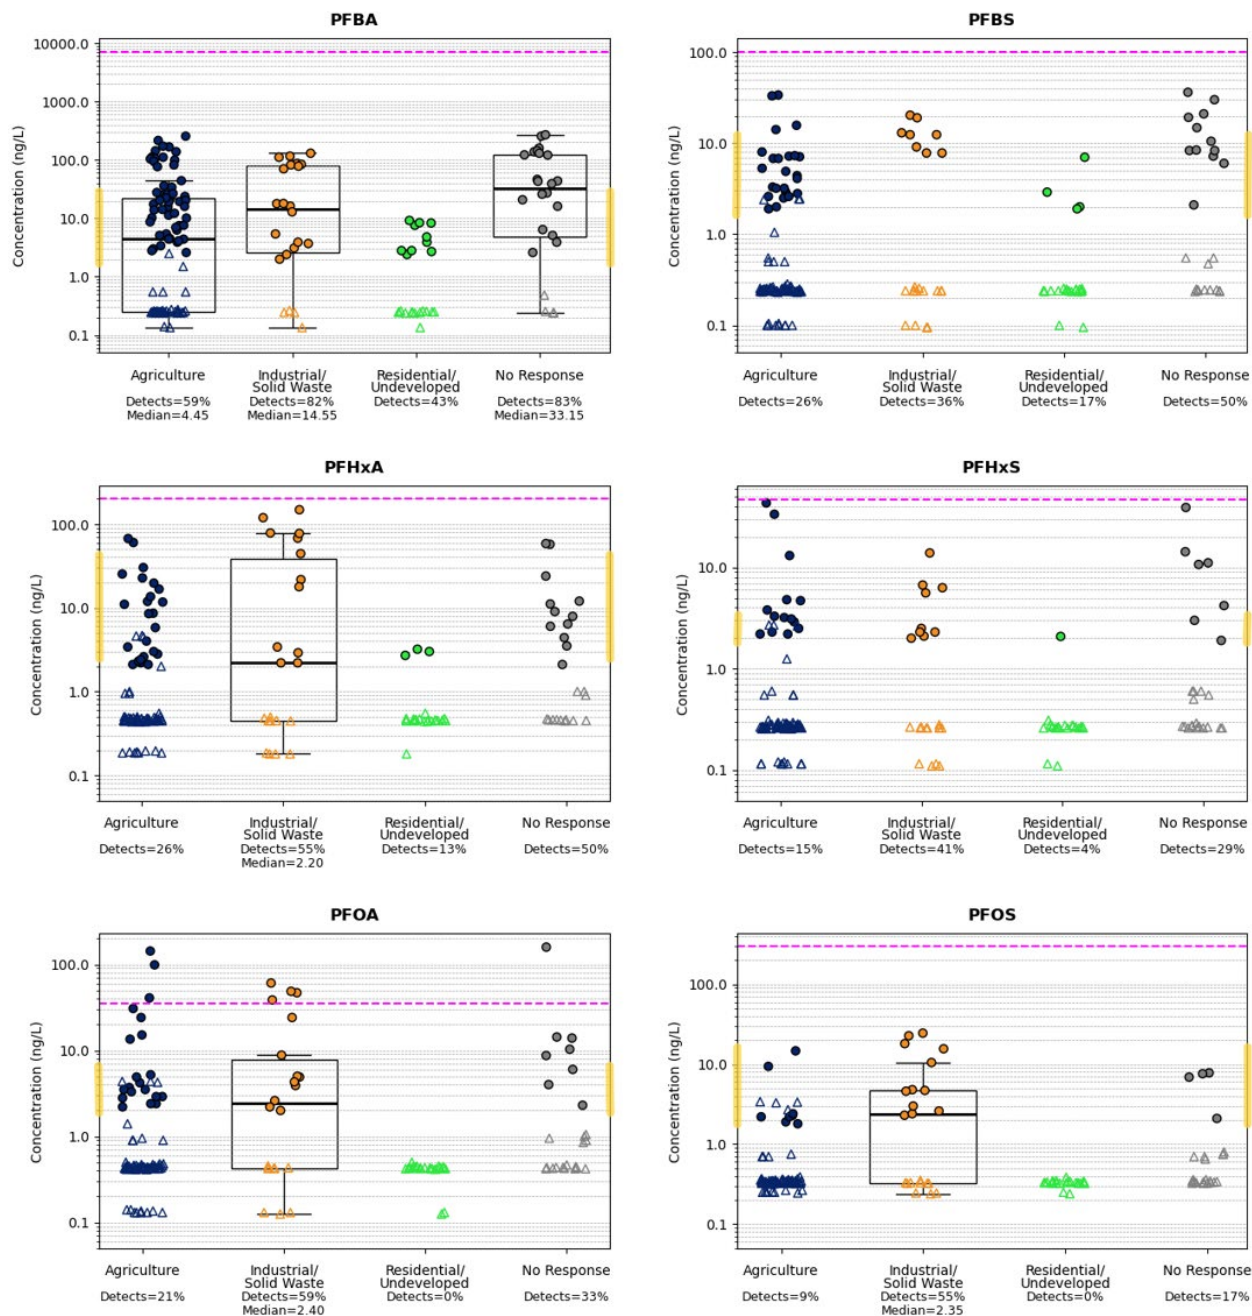 PFBA
Concentration (ng/L)
10000.0
1000.0
100.0
10.0
1.0
0.1
Agriculture
Detects=59%
Median=4.45
Industrial/
Solid Waste
Detects=82%
Median=14.55
Residential/
Undeveloped
Detects=43%
No Response
Detects=83%
Median=33.15
PFBS
Concentration (ng/L)
100.0
10.0
1.0
0.1
Agriculture
Detects=26%
Industrial/
Solid Waste
Detects=36%
Residential/
Undeveloped
Detects=17%
No Response
Detects=50%
PFHxA
Concentration (ng/L)
100.0
10.0
1.0
0.1
Agriculture
Detects=26%
Industrial/
Solid Waste
Detects=55%
Median=2.20
Residential/
Undeveloped
Detects=13%
No Response
Detects=50%
PFHxS
Concentration (ng/L)
10.0
1.0
0.1
Agriculture
Detects=15%
Industrial/
Solid Waste
Detects=41%
Residential/
Undeveloped
Detects=4%
No Response
Detects=29%
PFOA
Concentration (ng/L)
100.0
10.0
1.0
0.1
Agriculture
Detects=21%
Industrial/
Solid Waste
Detects=59%
Median=2.40
Residential/
Undeveloped
Detects=0%
No Response
Detects=33%
PFOS
Concentration (ng/L)
100.0
10.0
1.0
0.1
Agriculture
Detects=9%
Industrial/
Solid Waste
Detects=55%
Median=2.35
Residential/
Undeveloped
Detects=0%
No Response
Detects=17%